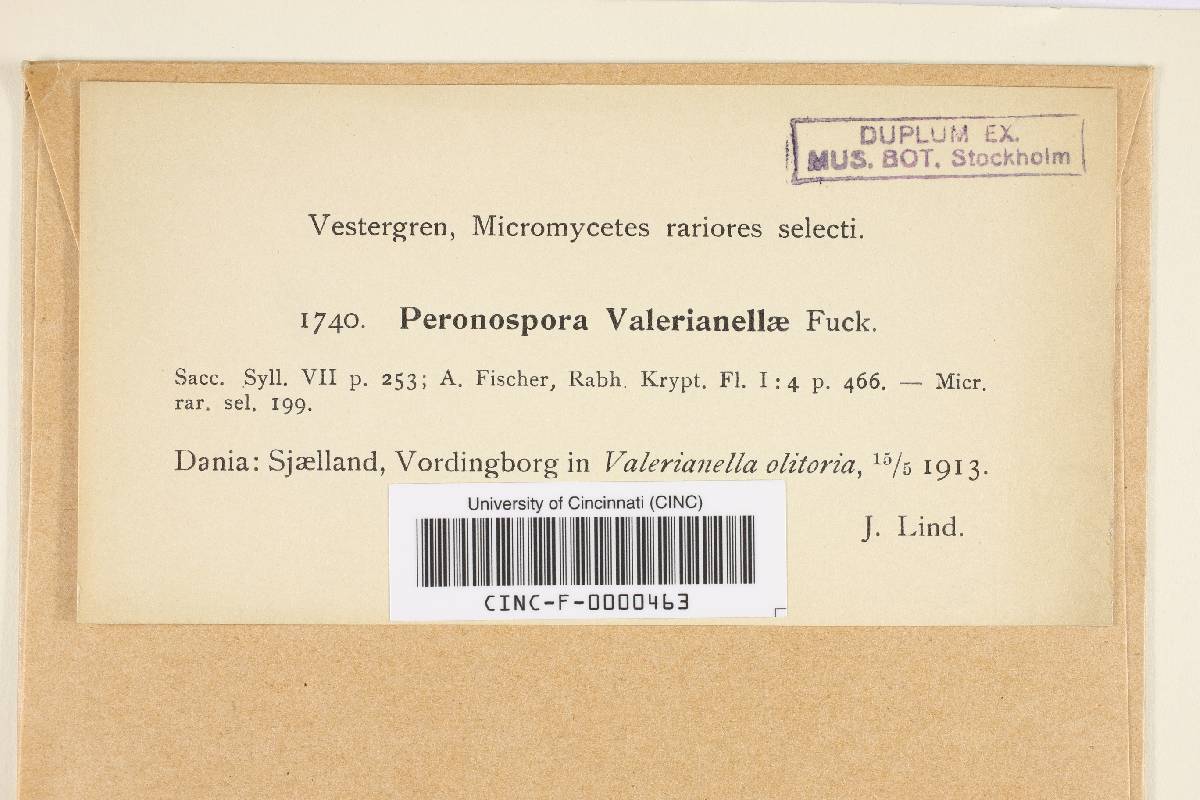 DUPLUM EX.
MUS. BOT. Stockholm
Vestergren, Micromycetes rariores selecti.
1740. Peronospora Valerianellæ Fuck.
Sacc. Syll. VII p. 253; A. Fischer, Rabh. Krypt. Fl. I: 4 p. 466. — Micr.
rar. sel. 199.
Dania: Sjælland, Vordingborg in Valerianella olitoria, 15/5 1913.
J. Lind.
University of Cincinnati (CINC)
CINC-F-0000463